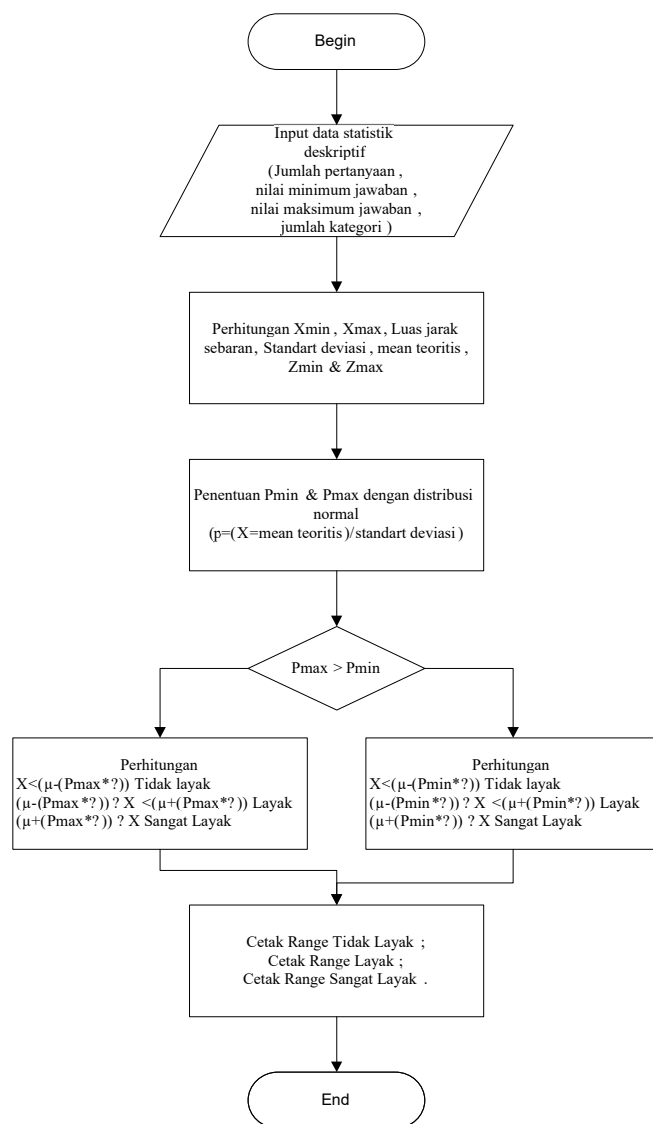 Begin
Input data statistik
deskriptif
(Jumlah pertanyaan ,
nilai minimum jawaban ,
nilai maksimum jawaban ,
jumlah kategori )
Perhitungan Xmin , Xmax, Luas jarak
sebaran, Standart deviasi , mean teoritis ,
Zmin & Zmax
Penentuan Pmin & Pmax dengan distribusi
normal
(p=(X=mean teoritis )/standart deviasi )
Pmax > Pmin
Perhitungan
X<(µ-(Pmax*?)) Tidak layak
(µ-(Pmax*?)) ? X <(µ+(Pmax*?)) Layak
(µ+(Pmax*?)) ? X Sangat Layak
Perhitungan
X<(µ-(Pmin*?)) Tidak layak
(µ-(Pmin*?)) ? X <(µ+(Pmin*?)) Layak
(µ+(Pmin*?)) ? X Sangat Layak
Cetak Range Tidak Layak ;
Cetak Range Layak ;
Cetak Range Sangat Layak .
End